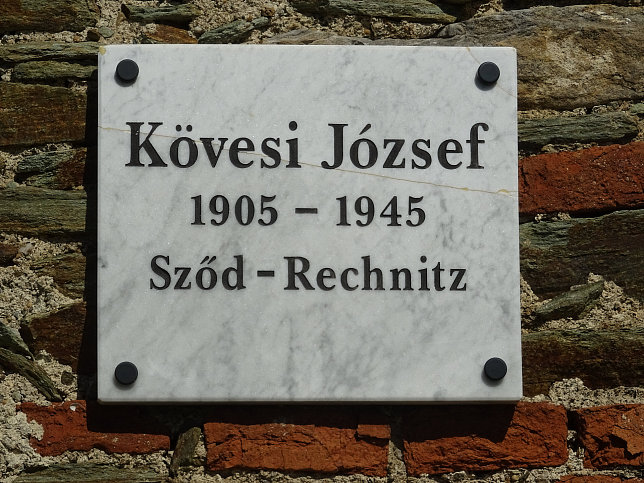 Kövesi József
1905 – 1945
Sződ – Rechnitz